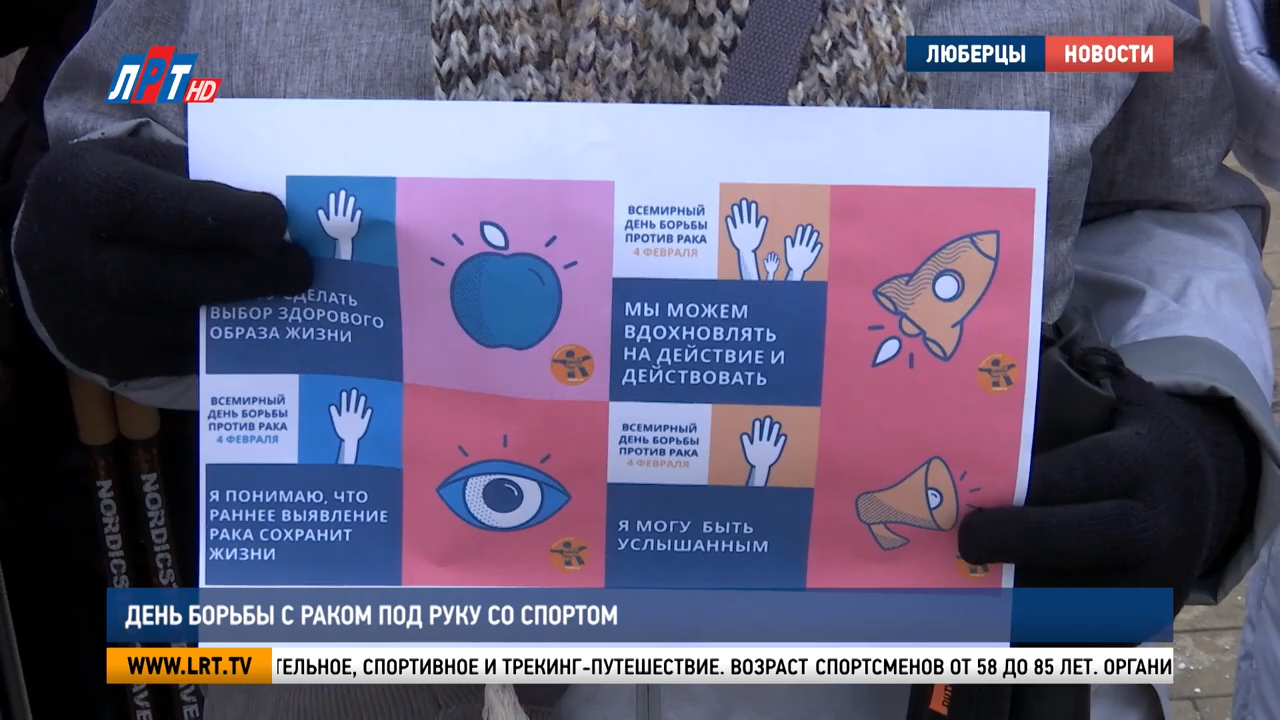 ЛРТ HD
ЛЮБЕРЦЫ НОВОСТИ
СДЕЛАТЬ
ВЫБОР ЗДОРОВОГО
ОБРАЗА ЖИЗНИ
ВСЕМИРНЫЙ
ДЕНЬ БОРЬБЫ
ПРОТИВ РАКА
4 ФЕВРАЛЯ
МЫ МОЖЕМ
ВДОХНОВЛЯТЬ
НА ДЕЙСТВИЕ И
ДЕЙСТВОВАТЬ
ВСЕМИРНЫЙ
ДЕНЬ БОРЬБЫ
ПРОТИВ РАКА
4 ФЕВРАЛЯ
Я ПОНИМАЮ, ЧТО
РАННЕЕ ВЫЯВЛЕНИЕ
РАКА СОХРАНИТ
ЖИЗНИ
ВСЕМИРНЫЙ
ДЕНЬ БОРЬБЫ
ПРОТИВ РАКА
4 ФЕВРАЛЯ
Я МОГУ БЫТЬ
УСЛЫШАННЫМ
NORDICS
NORDICS
ДЕНЬ БОРЬБЫ С РАКОМ ПОД РУКУ СО СПОРТОМ
WWW.LRT.TV
ТЕЛЬНОЕ, СПОРТИВНОЕ И ТРЕКИНГ-ПУТЕШЕСТВИЕ. ВОЗРАСТ СПОРТСМЕНОВ ОТ 58 ДО 85 ЛЕТ. ОРГАНИ